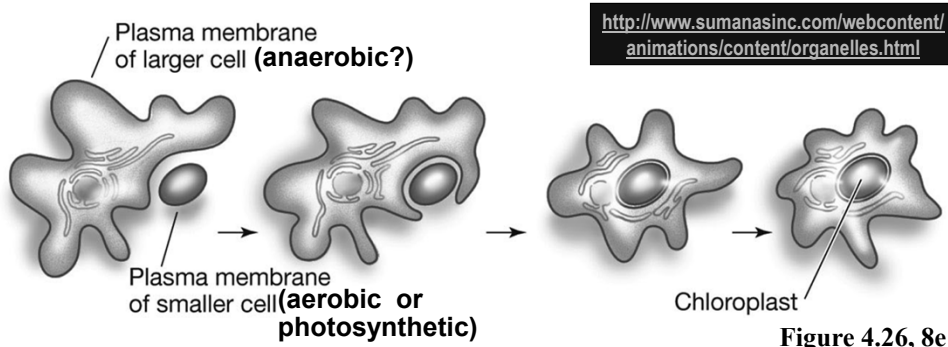 http://www.sumanasinc.com/webcontent/
animations/content/organelles.html
Plasma membrane
of larger cell (anaerobic?)
Plasma membrane
of smaller cell (aerobic or
photosynthetic)
Chloroplast
Figure 4.26, 8e